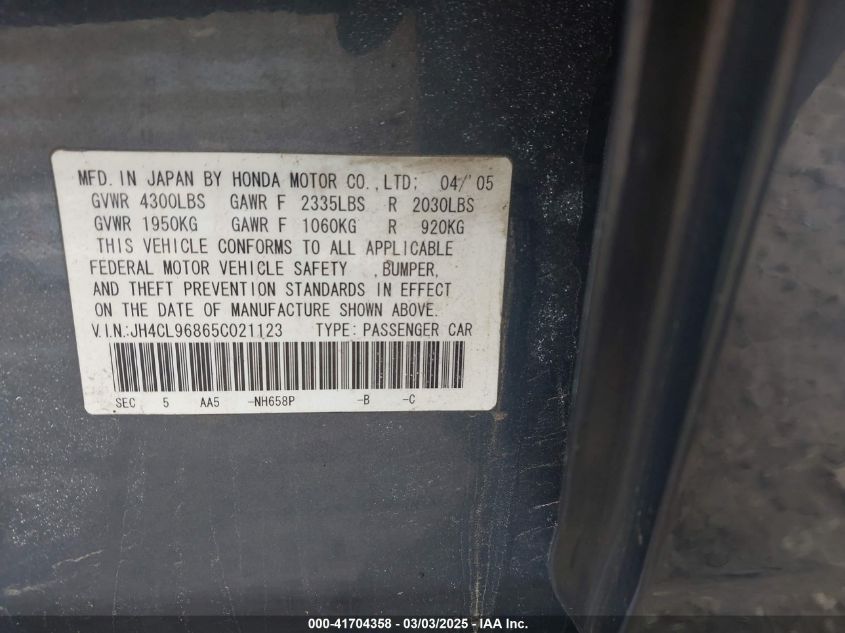 MFD. IN JAPAN BY HONDA MOTOR CO.,LTD: 04/'05
GVWR 4300LBS GAWR F 2335LBS R 2030LBS
GVWR 1950KG GAWR F 1060KG R 920KG
THIS VEHICLE CONFORMS TO ALL APPLICABLE
FEDERAL MOTOR VEHICLE SAFETY ,BUMPER,
AND THEFT PREVENTION STANDARDS IN EFFECT
ON THE DATE OF MANUFACTURE SHOWN ABOVE.
V.I.N.:JH4CL96865C021123 TYPE: PASSENGER CAR
SEC 5 AA5 -NH658P -B -C
000-41704358 - 03/03/2025 - IAA Inc.